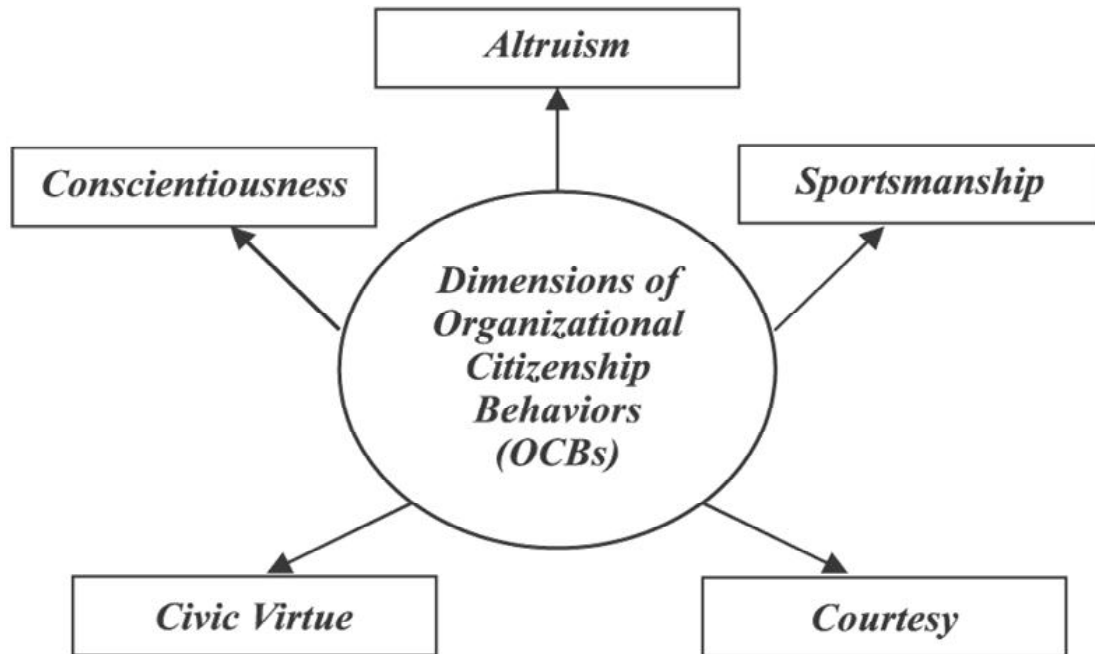 Altruism
Conscientiousness
Sportsmanship
Dimensions of
Organizational
Citizenship
Behaviors
(OCBs)
Civic Virtue
Courtesy